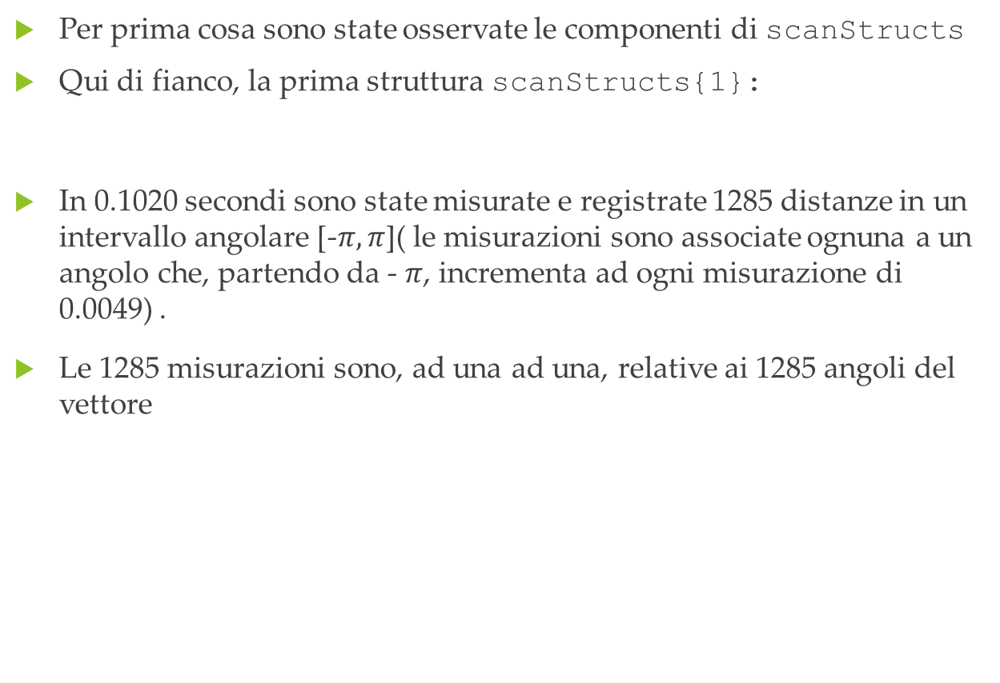 Per prima cosa sono state osservate le componenti di scanStructs
Qui di fianco, la prima struttura scanStructs{1}:
In 0.1020 secondi sono state misurate e registrate 1285 distanze in un
intervallo angolare [-π, π]( le misurazioni sono associate ognuna a un
angolo che, partendo da - π, incrementa ad ogni misurazione di
0.0049) .
Le 1285 misurazioni sono, ad una ad una, relative ai 1285 angoli del
vettore